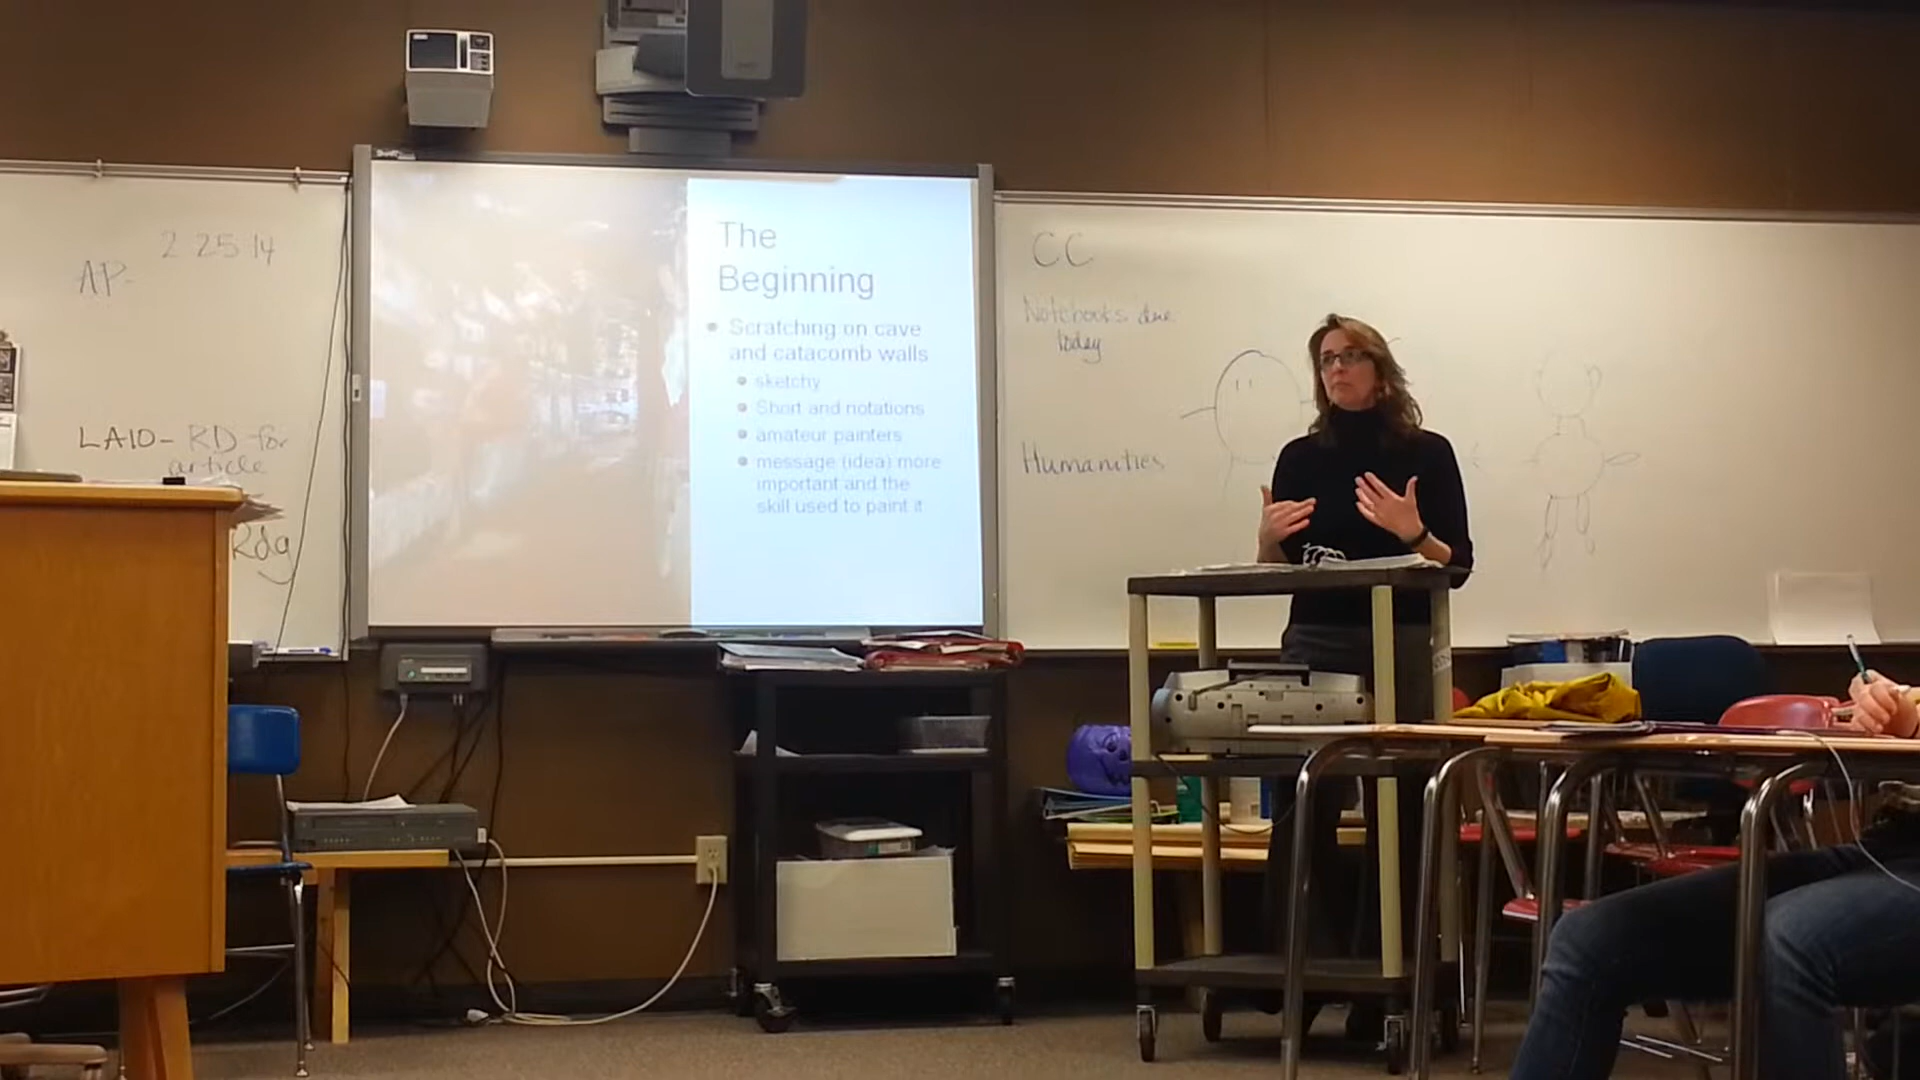 2 25 14
AP-
LA10- RD for
article
Rdg
The
Beginning
Scratching on cave
and catacomb walls
sketchy
Short and notations
amateur painters
message (idea) more
important and the
skill used to paint it
CC
Notebooks due
today
Humanities